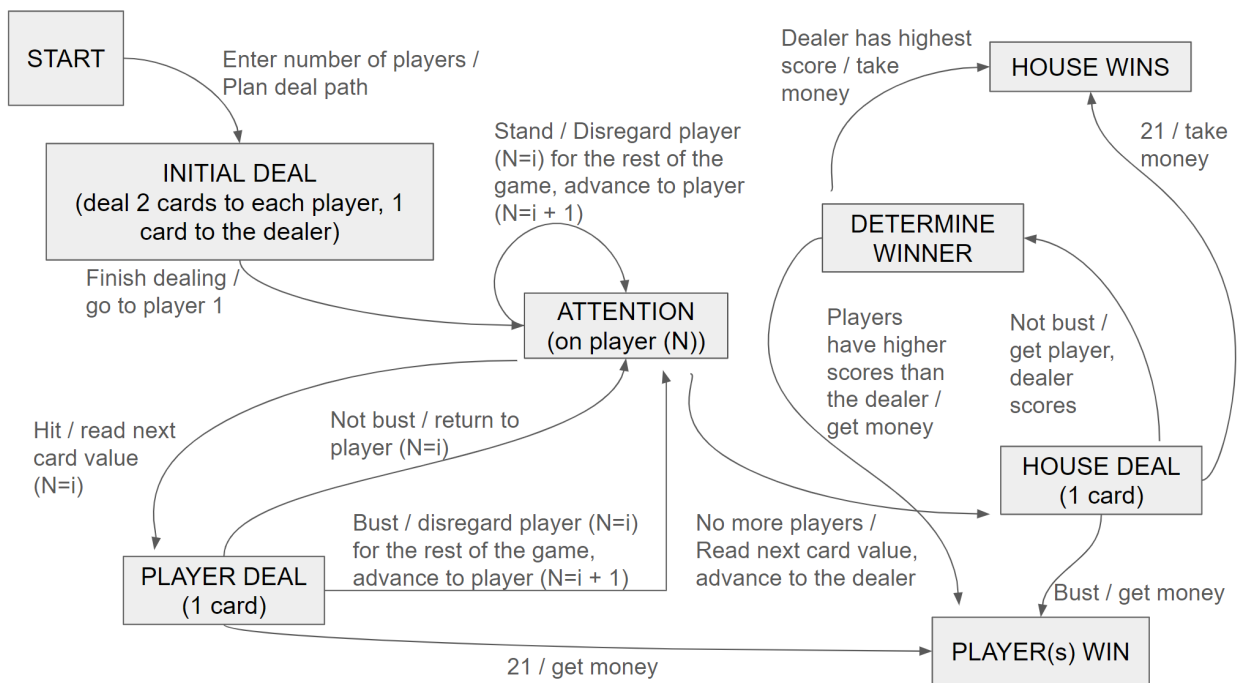 START
Enter number of players /
Plan deal path
INITIAL DEAL
(deal 2 cards to each player, 1
card to the dealer)
Finish dealing /
go to player 1
Stand / Disregard player
(N=i) for the rest of the
game, advance to player
(N=i + 1)
ATTENTION
(on player (N))
Hit / read next
card value
(N=i)
Not bust / return to
player (N=i)
Bust / disregard player (N=i)
for the rest of the game,
advance to player (N=i + 1)
PLAYER DEAL
(1 card)
21 / get money
No more players /
Read next card value,
advance to the dealer
Dealer has highest
score / take
money
HOUSE WINS
21 / take
money
DETERMINE
WINNER
Players
have higher
scores than
the dealer /
get money
Not bust /
get player,
dealer
scores
HOUSE DEAL
(1 card)
Bust / get money
PLAYER(s) WIN